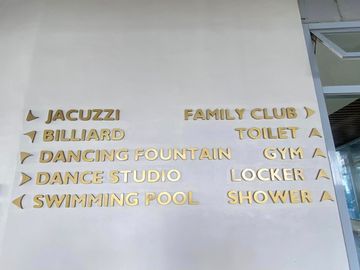 JACUZZI
BILLIARD
DANCING FOUNTAIN
DANCE STUDIO
SWIMMING POOL
FAMILY CLUB
TOILET
GYM
LOCKER
SHOWER